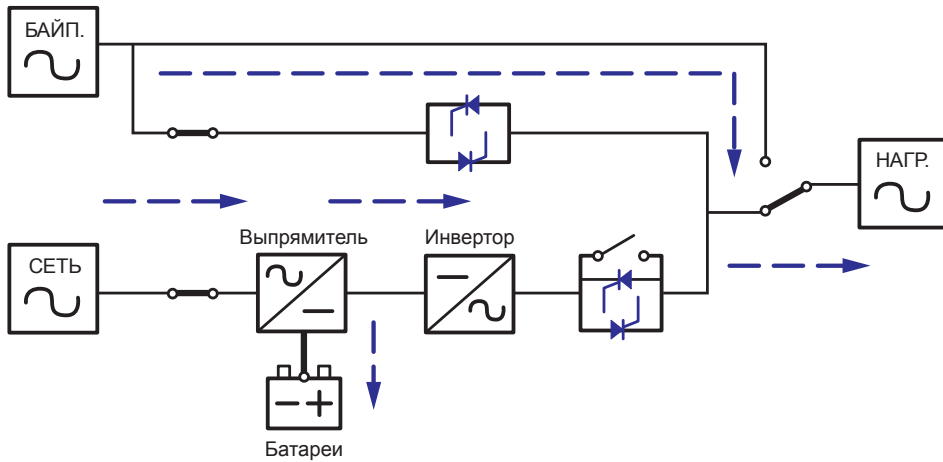 БАЙП.
НАГР.
Выпрямитель
Инвертор
СЕТЬ
Батареи